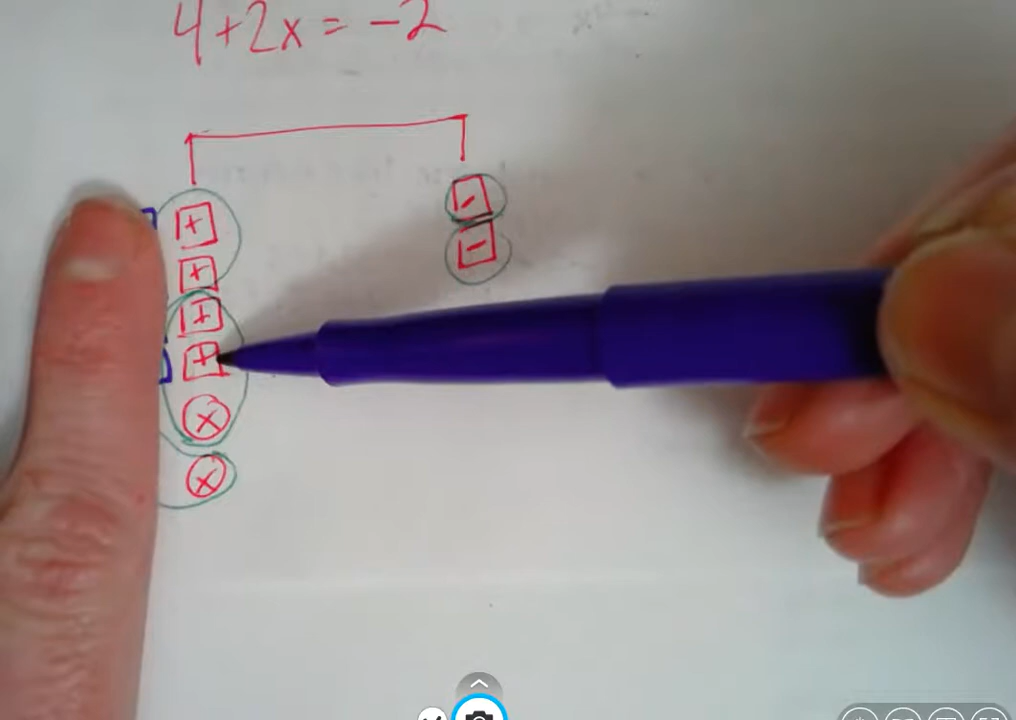 4+2x = -2
+ -
+ -
+
+
x
x